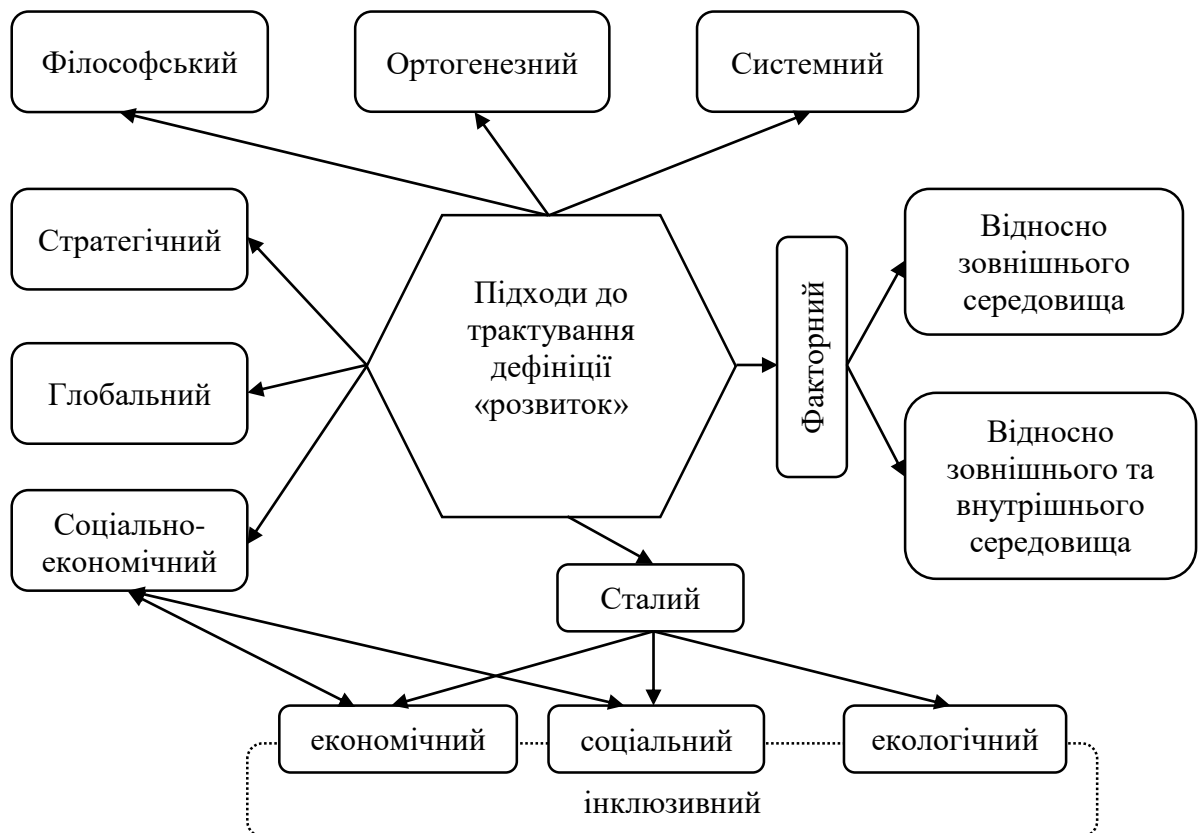 Філософський
Ортогенезний
Системний
Стратегічний
Глобальний
Соціально-
економічний
Підходи до
трактування
дефініції
«розвиток»
Факторний
Відносно
зовнішнього
середовища
Відносно
зовнішнього та
внутрішнього
середовища
Сталий
економічний
соціальний
екологічний
інклюзивний